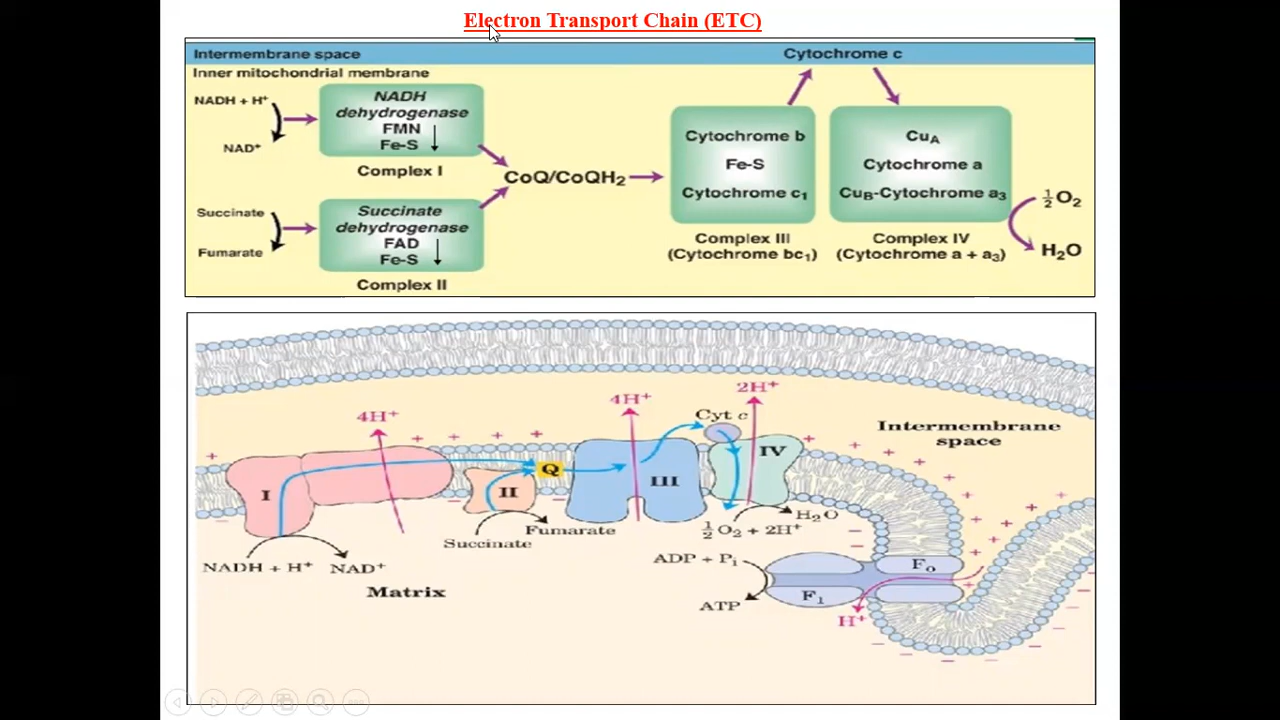 Electron Transport Chain (ETC)
Intermembrane space
Cytochrome c
Inner mitochondrial membrane
NADH + H⁺
NAD⁺
NADH
dehydrogenase
FMN
Fe-S
Complex I
Succinate
Fumarate
Succinate
dehydrogenase
FAD
Fe-S
Complex II
CoQ/CoQH₂
Cytochrome b
Fe-S
Cytochrome c₁
Complex III
(Cytochrome bc₁)
Cu_A
Cytochrome a
Cu_B-Cytochrome a₃
Complex IV
(Cytochrome a + a₃)
½O₂
H₂O
4H⁺
4H⁺
2H⁺
Cyt c
Intermembrane
space
I
II
Q
III
IV
NADH + H⁺
NAD⁺
Succinate
Fumarate
½O₂ + 2H⁺
H₂O
Matrix
ADP + Pᵢ
ATP
F₁
F₀
H⁺